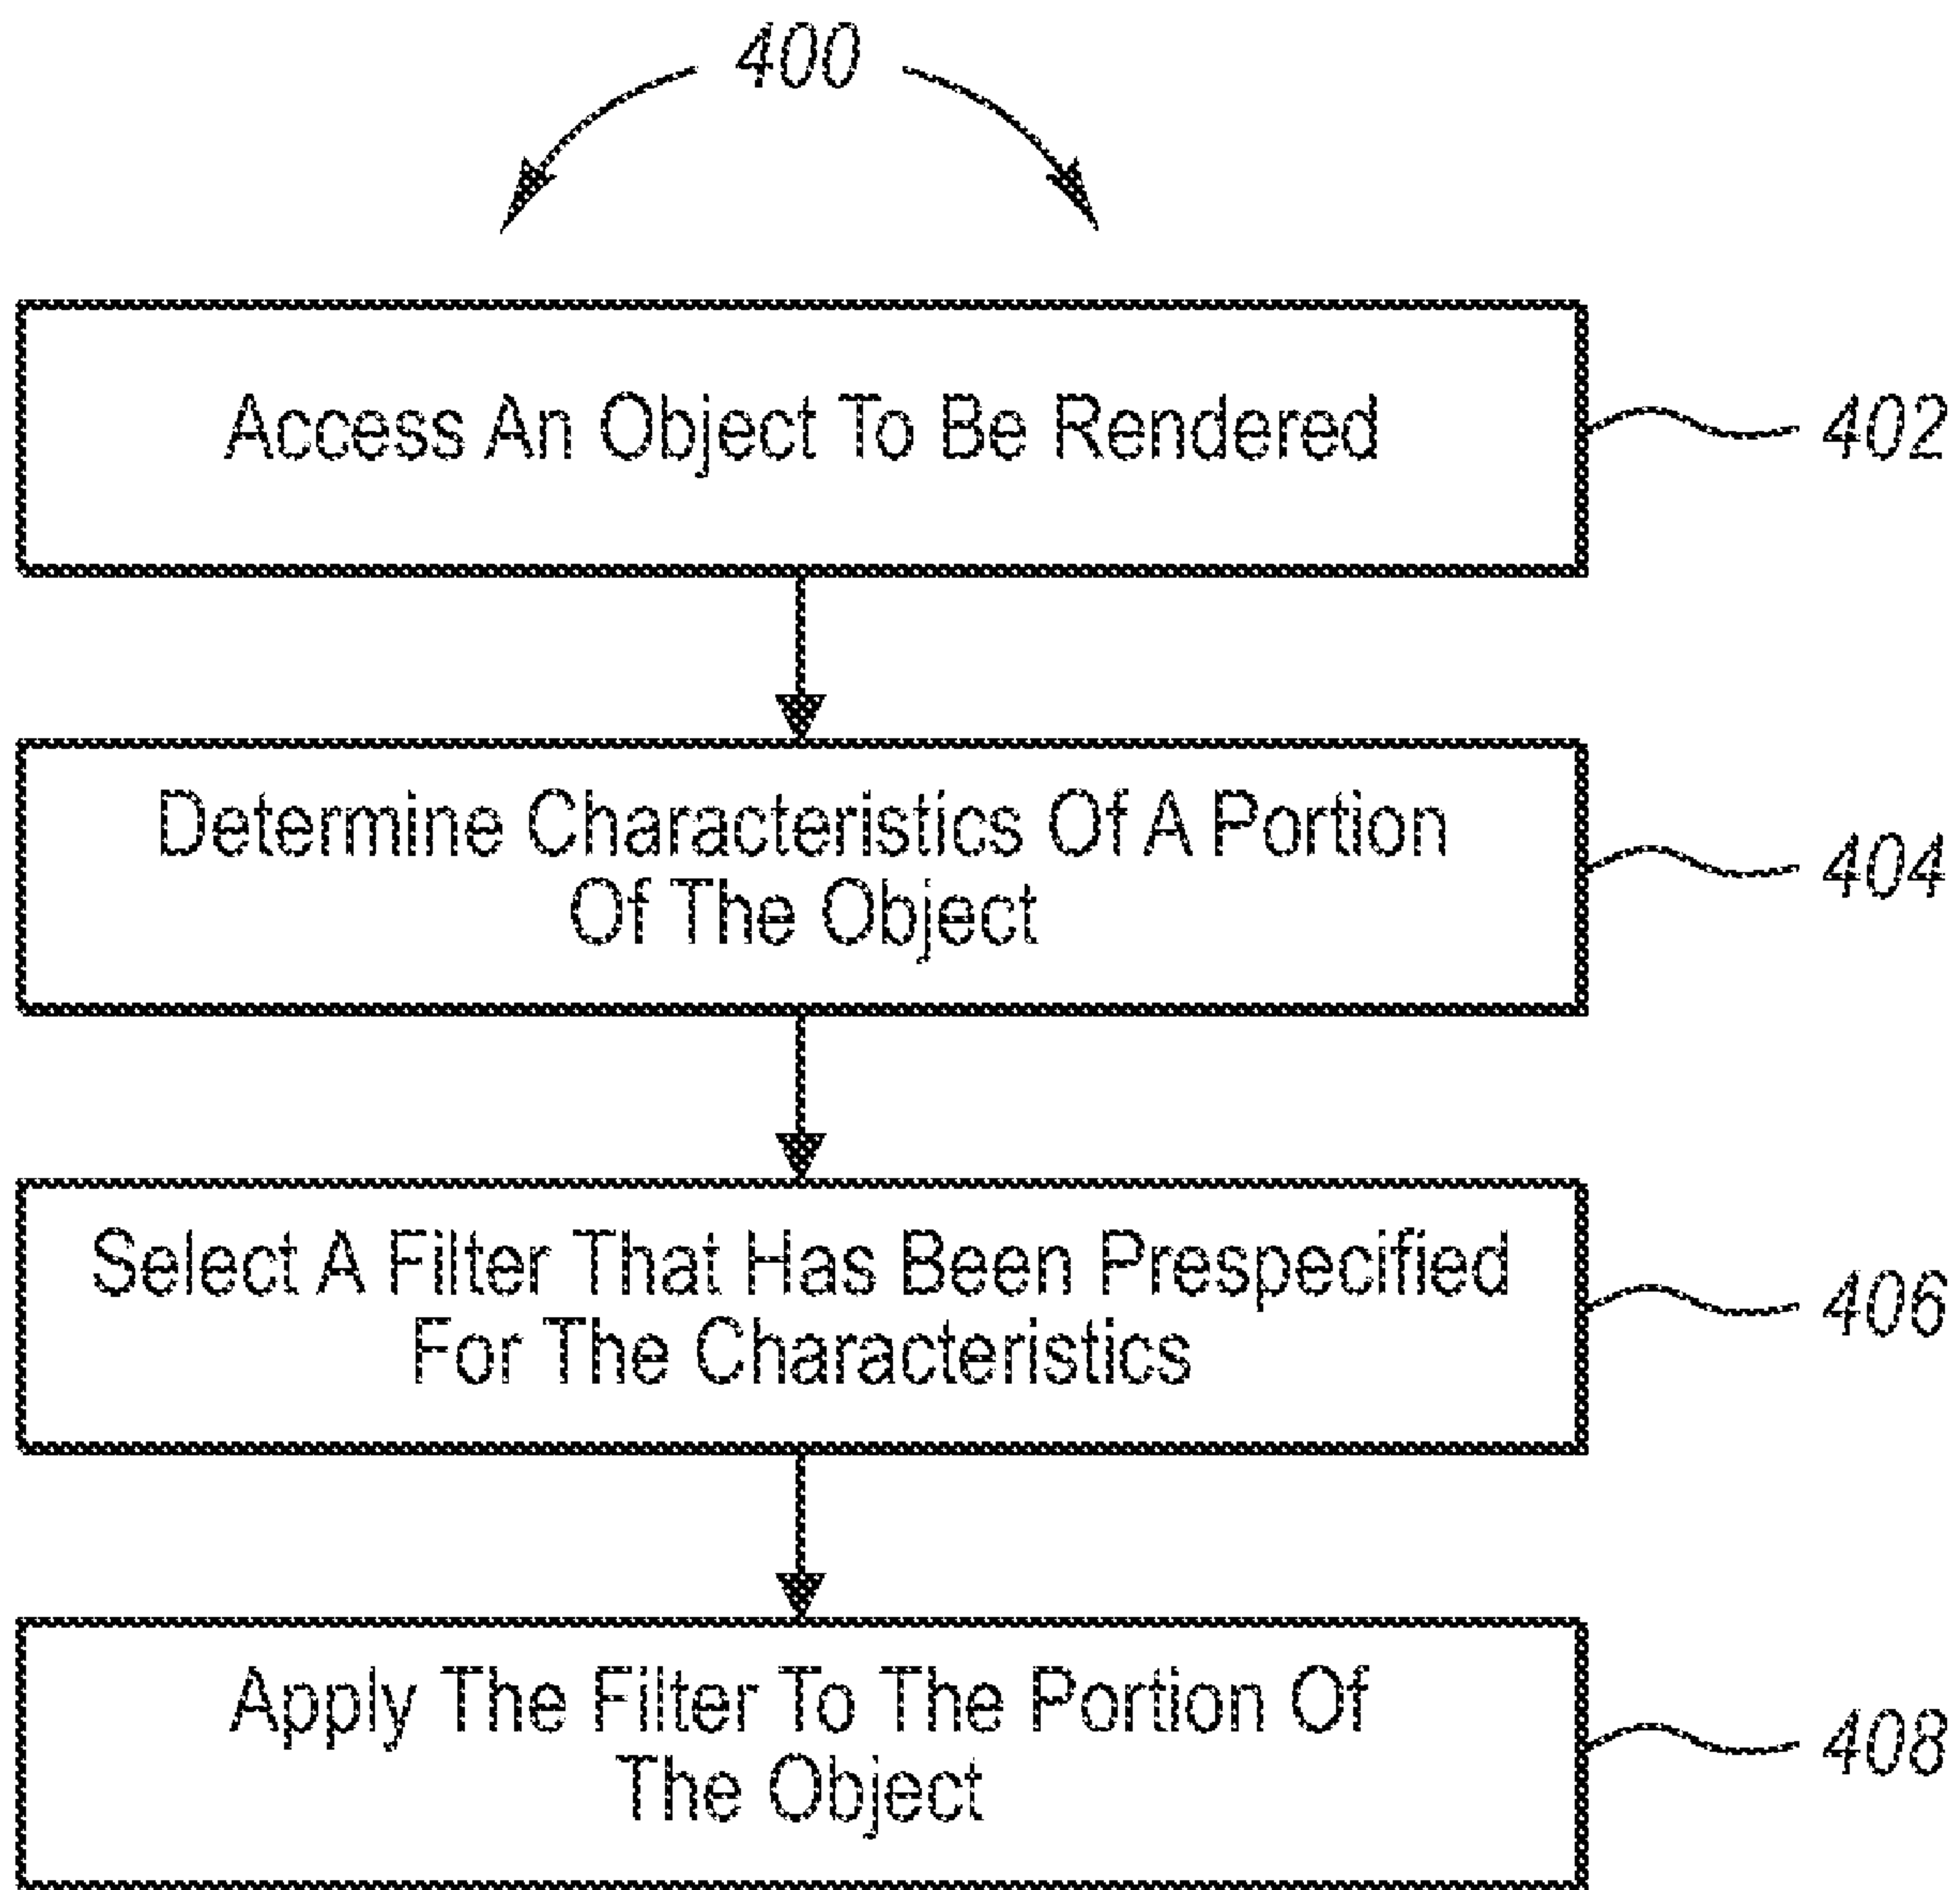 400
Access An Object To Be Rendered
402
Determine Characteristics Of A Portion
Of The Object
404
Select A Filter That Has Been Prespecified
For The Characteristics
406
Apply The Filter To The Portion Of
The Object
408